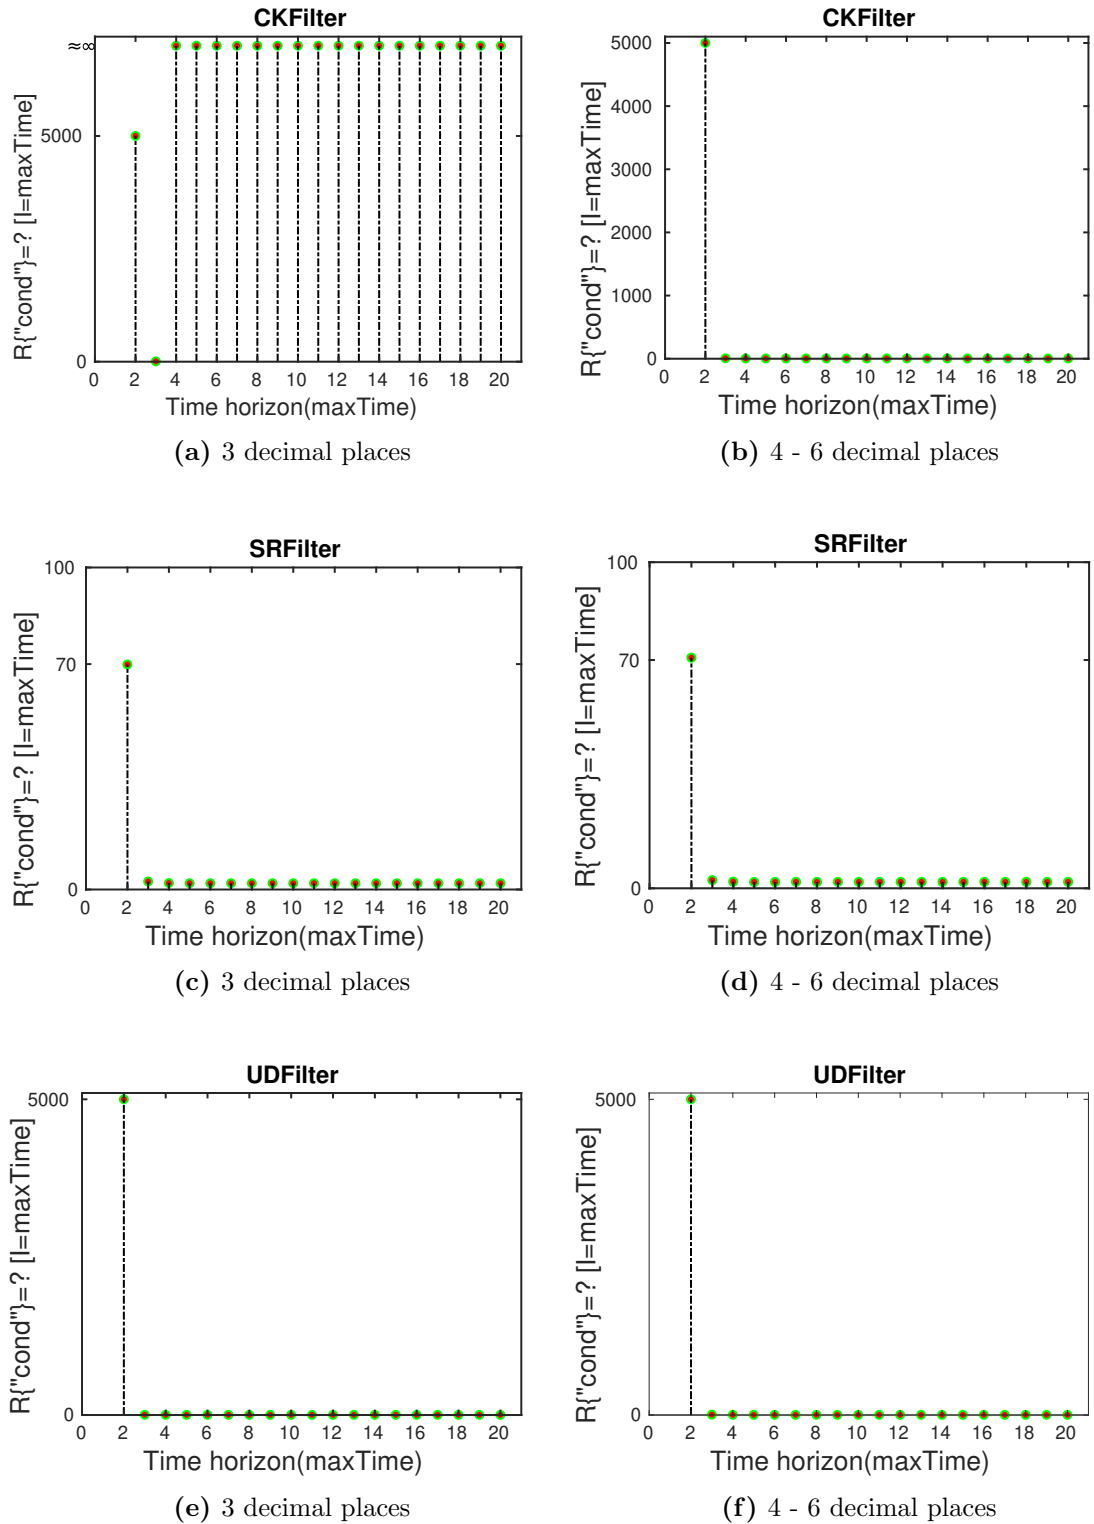 CKFilter
≈∞
5000
0
R{"cond"}=? [I=maxTime]
0 2 4 6 8 10 12 14 16 18 20
Time horizon(maxTime)
(a) 3 decimal places
CKFilter
5000
4000
3000
2000
1000
0
R{"cond"}=? [I=maxTime]
0 2 4 6 8 10 12 14 16 18 20
Time horizon(maxTime)
(b) 4 - 6 decimal places
SRFilter
100
70
0
R{"cond"}=? [I=maxTime]
0 2 4 6 8 10 12 14 16 18 20
Time horizon(maxTime)
(c) 3 decimal places
SRFilter
100
70
0
R{"cond"}=? [I=maxTime]
0 2 4 6 8 10 12 14 16 18 20
Time horizon(maxTime)
(d) 4 - 6 decimal places
UDFilter
5000
0
R{"cond"}=? [I=maxTime]
0 2 4 6 8 10 12 14 16 18 20
Time horizon(maxTime)
(e) 3 decimal places
UDFilter
5000
0
R{"cond"}=? [I=maxTime]
0 2 4 6 8 10 12 14 16 18 20
Time horizon(maxTime)
(f) 4 - 6 decimal places